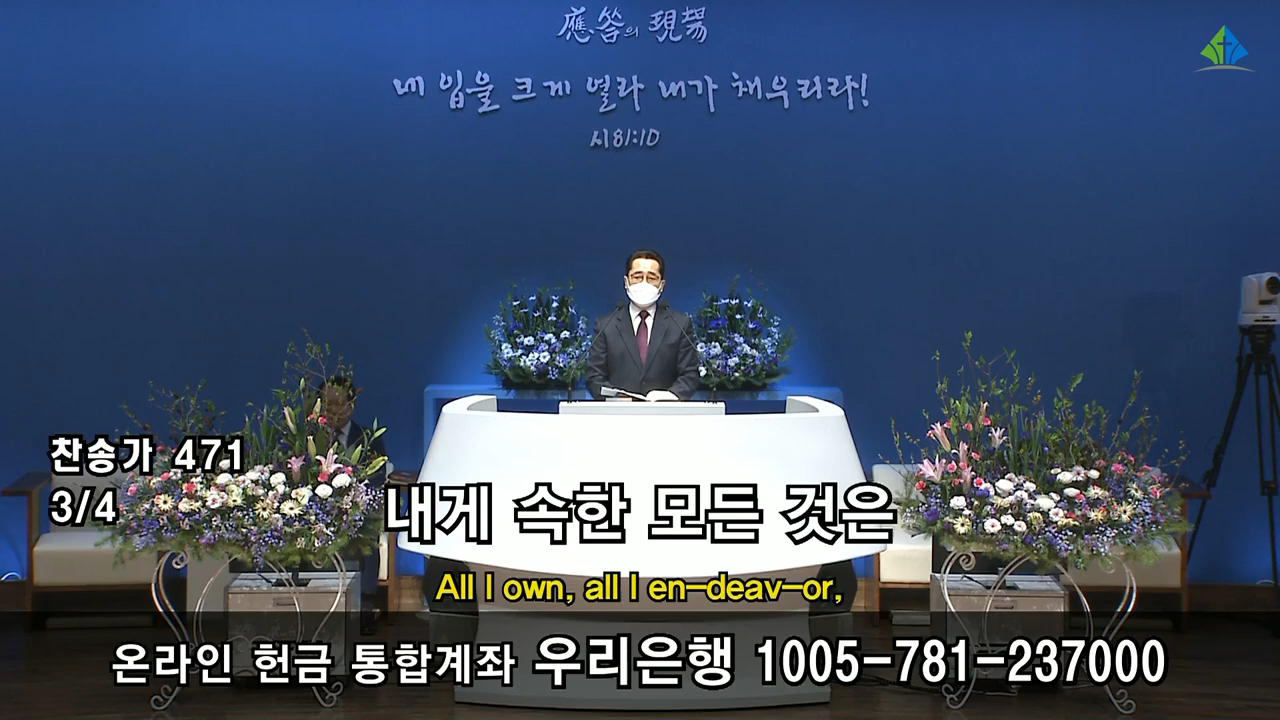 應答의 現場
네 입을 크게 열라 내가 채우리라!
시81:10
찬송가 471
3/4
내게 속한 모든 것은
All I own, all I en-deav-or,
온라인 헌금 통합계좌 우리은행 1005-781-237000